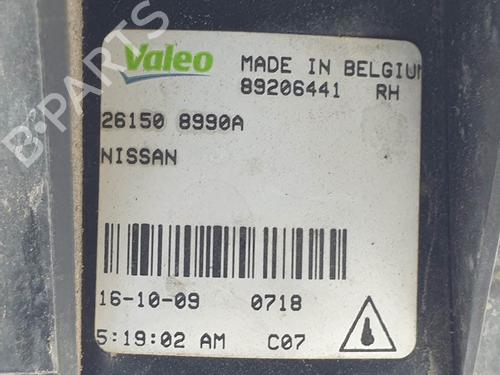 Valeo
MADE IN BELGIUM
89206441 RH
26150 8990A
NISSAN
16-10-09 0718
5:19:02 AM C07
B-PARTS